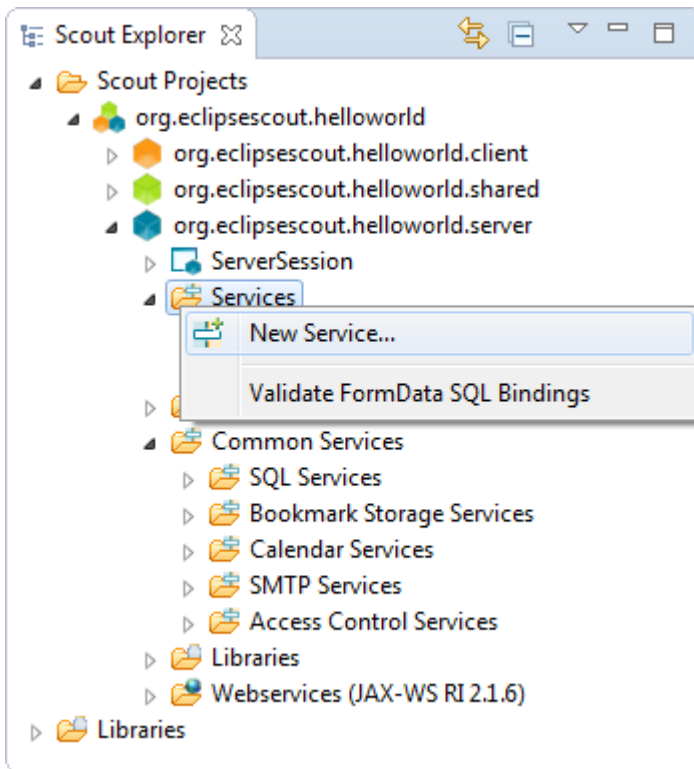 Scout Explorer
Scout Projects
org.eclipsescout.helloworld
org.eclipsescout.helloworld.client
org.eclipsescout.helloworld.shared
org.eclipsescout.helloworld.server
ServerSession
Services
New Service...
Validate FormData SQL Bindings
Common Services
SQL Services
Bookmark Storage Services
Calendar Services
SMTP Services
Access Control Services
Libraries
Webservices (JAX-WS RI 2.1.6)
Libraries